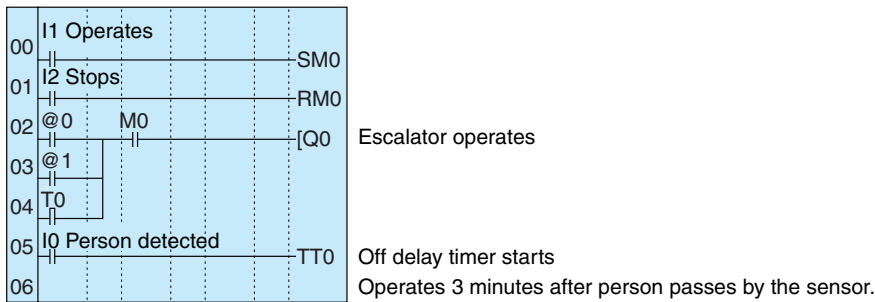 I1 Operates
00 SM0
I2 Stops
01 RM0
@0 M0
02 [Q0 Escalator operates
@1
03
T0
04
I0 Person detected
05 TT0 Off delay timer starts
06 Operates 3 minutes after person passes by the sensor.